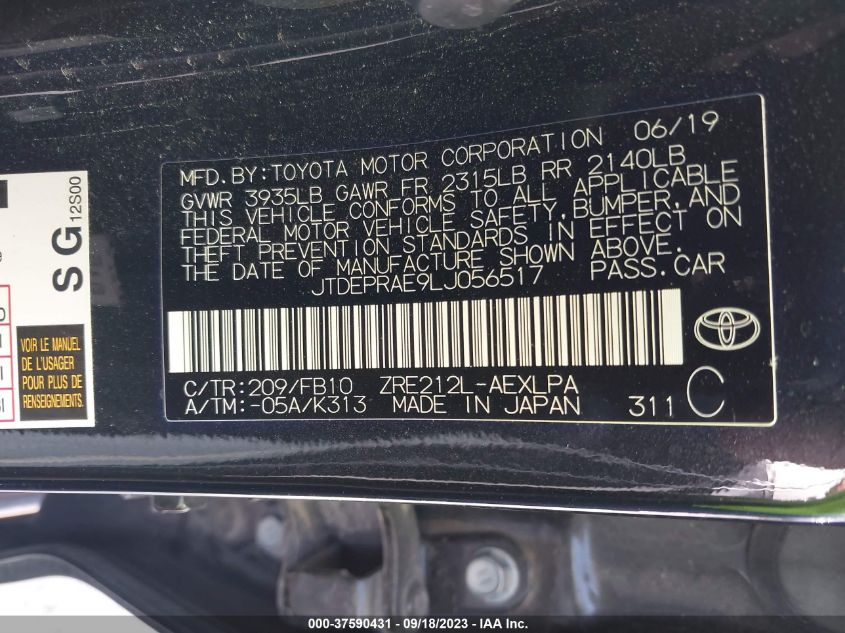 MFD. BY: TOYOTA MOTOR CORPORATION 06/19
GVWR 3935LB GAWR FR 2315LB RR 2140LB
THIS VEHICLE CONFORMS TO ALL APPLICABLE
FEDERAL MOTOR VEHICLE SAFETY, BUMPER, AND
THEFT PREVENTION STANDARDS IN EFFECT ON
THE DATE OF MANUFACTURE SHOWN ABOVE.
JTDEPRAE9LJ056517 PASS. CAR
C/TR: 209/FB10 ZRE212L-AEXLPA
A/TM: -05A/K313 MADE IN JAPAN 311 C
SG
12S00
VOIR LE MANUEL
DE L'USAGER
POUR PLUS DE
RENSEIGNEMENTS
000-37590431 - 09/18/2023 - IAA Inc.